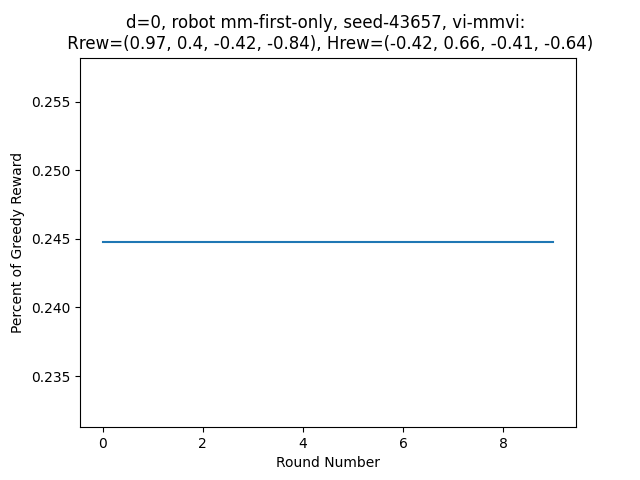 d=0, robot mm-first-only, seed-43657, vi-mmvi:
Rrew=(0.97, 0.4, -0.42, -0.84), Hrew=(-0.42, 0.66, -0.41, -0.64)
0.255
0.250
0.245
0.240
0.235
Percent of Greedy Reward
0 2 4 6 8
Round Number